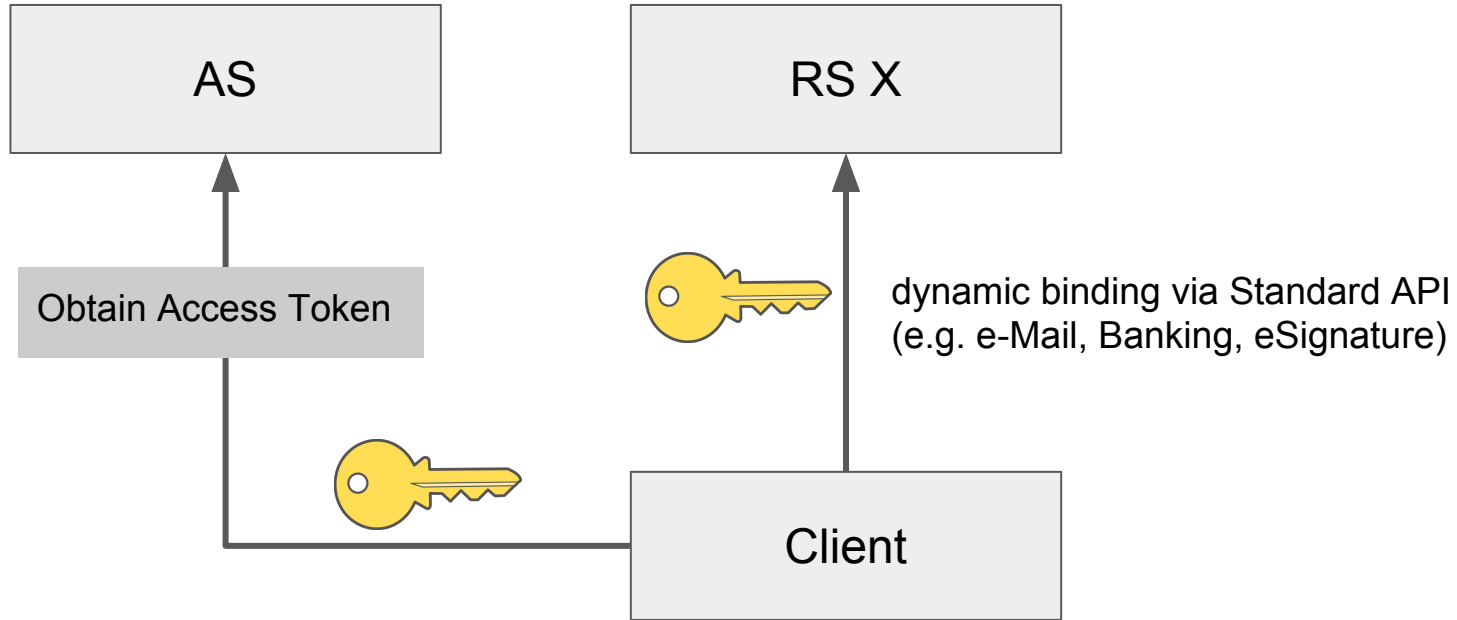 AS
RS X
Obtain Access Token
dynamic binding via Standard API
(e.g. e-Mail, Banking, eSignature)
Client